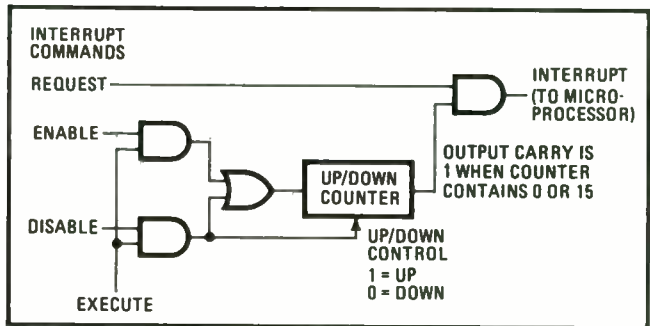 INTERRUPT
COMMANDS
REQUEST
ENABLE
DISABLE
EXECUTE
UP/DOWN
COUNTER
UP/DOWN
CONTROL
1 = UP
0 = DOWN
INTERRUPT
(TO MICRO-
PROCESSOR)
OUTPUT CARRY IS
1 WHEN COUNTER
CONTAINS 0 OR 15